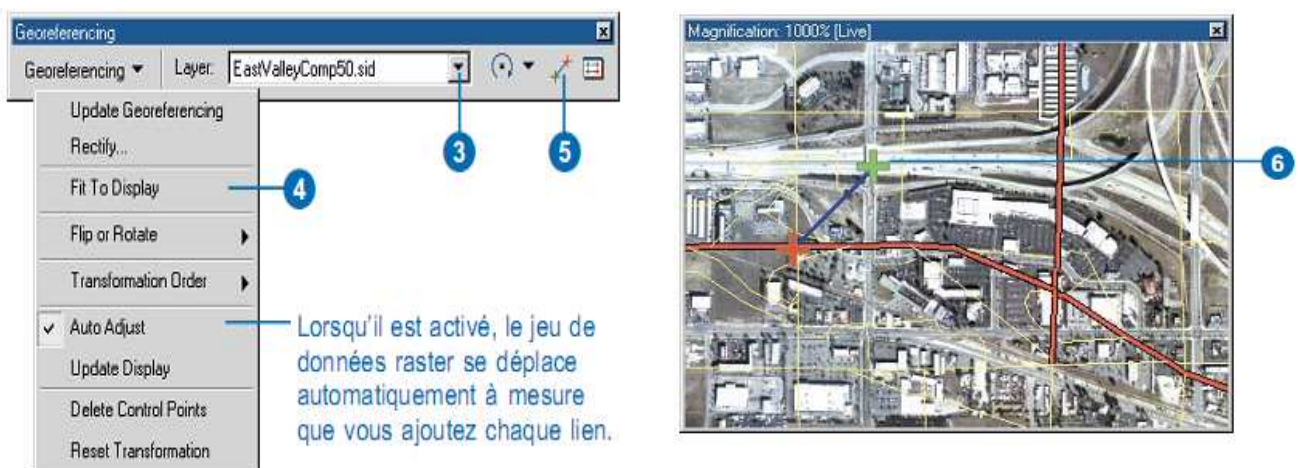 Georeferencing
Georeferencing
Layer:
EastValleyComp50.sid
3
5
Update Georeferencing
Rectify...
Fit To Display
4
Flip or Rotate
Transformation Order
Auto Adjust
Update Display
Delete Control Points
Reset Transformation
Lorsqu'il est activé, le jeu de
données raster se déplace
automatiquement à mesure
que vous ajoutez chaque lien.
Magnification: 1000% [Live]
6